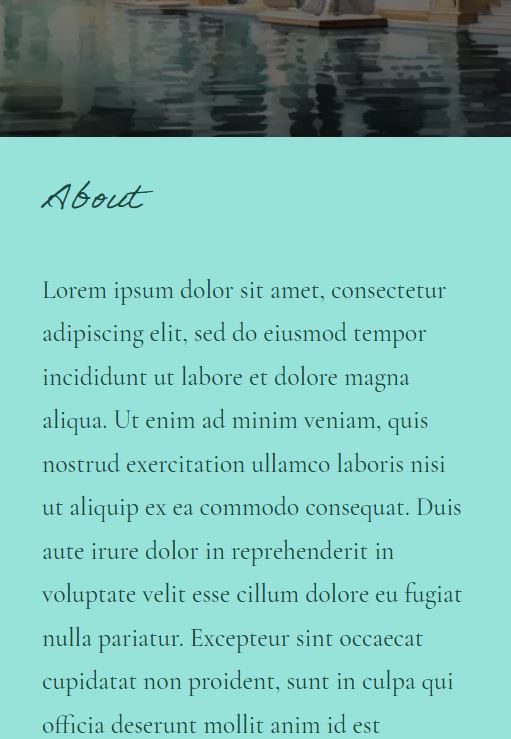 About
Lorem ipsum dolor sit amet, consectetur
adipiscing elit, sed do eiusmod tempor
incididunt ut labore et dolore magna
aliqua. Ut enim ad minim veniam, quis
nostrud exercitation ullamco laboris nisi
ut aliquip ex ea commodo consequat. Duis
aute irure dolor in reprehenderit in
voluptate velit esse cillum dolore eu fugiat
nulla pariatur. Excepteur sint occaecat
cupidatat non proident, sunt in culpa qui
officia deserunt mollit anim id est